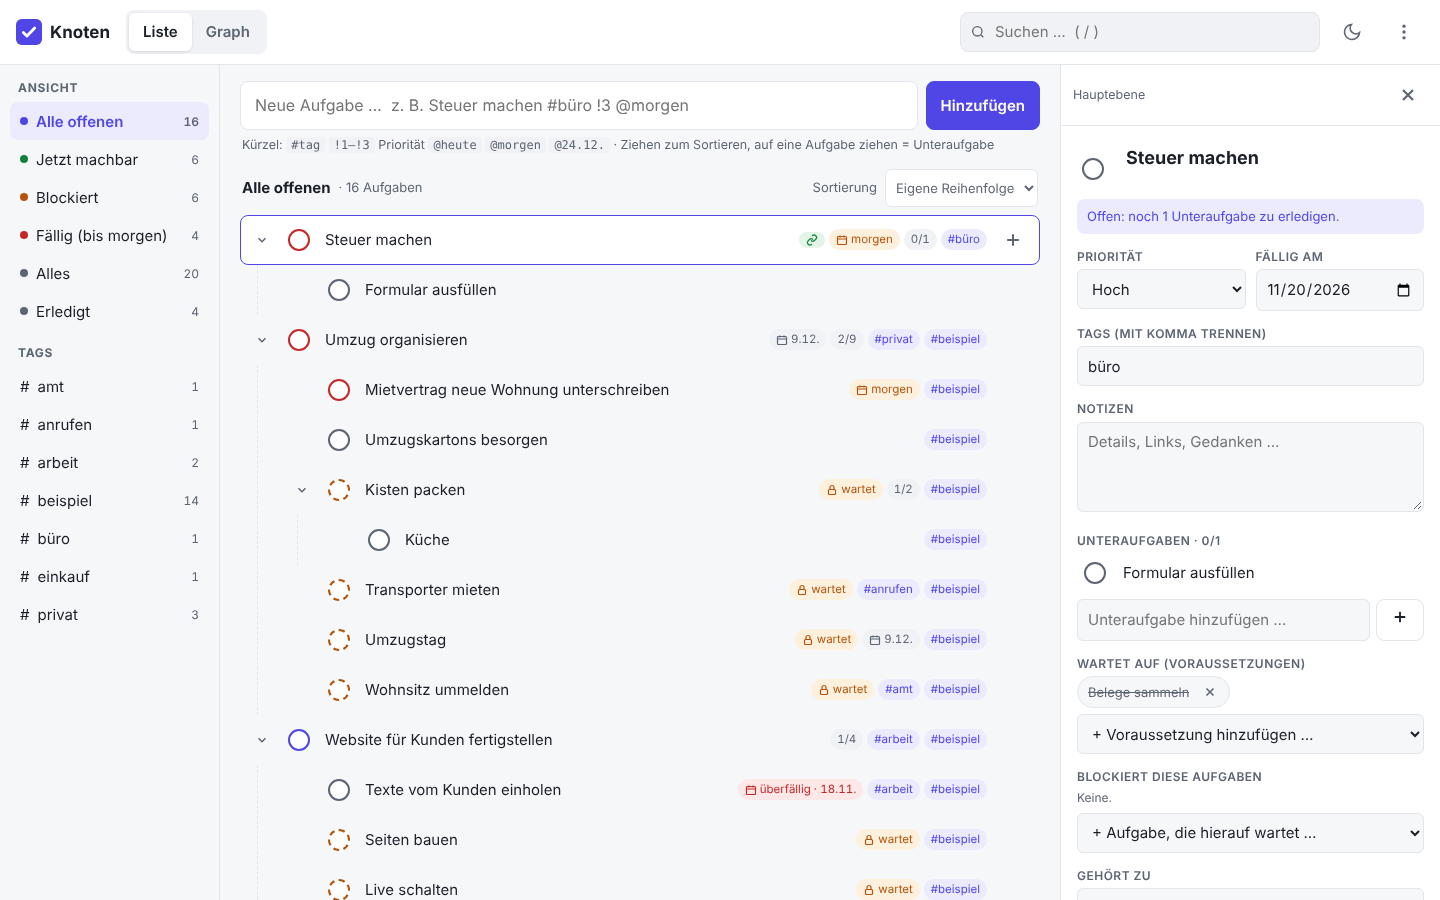 Knoten
Liste
Graph
Suchen … ( / )
ANSICHT
Alle offenen 16
Jetzt machbar 6
Blockiert 6
Fällig (bis morgen) 4
Alles 20
Erledigt 4
TAGS
# amt 1
# anrufen 1
# arbeit 2
# beispiel 14
# büro 1
# einkauf 1
# privat 3
Neue Aufgabe … z. B. Steuer machen #büro !3 @morgen
Hinzufügen
Kürzel: #tag !1–!3 Priorität @heute @morgen @24.12. · Ziehen zum Sortieren, auf eine Aufgabe ziehen = Unteraufgabe
Alle offenen · 16 Aufgaben
Sortierung Eigene Reihenfolge
Steuer machen morgen 0/1 #büro
Formular ausfüllen
Umzug organisieren 9.12. 2/9 #privat #beispiel
Mietvertrag neue Wohnung unterschreiben morgen #beispiel
Umzugskartons besorgen #beispiel
Kisten packen wartet 1/2 #beispiel
Küche #beispiel
Transporter mieten wartet #anrufen #beispiel
Umzugstag wartet 9.12. #beispiel
Wohnsitz ummelden wartet #amt #beispiel
Website für Kunden fertigstellen 1/4 #arbeit #beispiel
Texte vom Kunden einholen überfällig · 18.11. #arbeit #beispiel
Seiten bauen wartet #beispiel
Live schalten wartet #beispiel
Hauptebene
Steuer machen
Offen: noch 1 Unteraufgabe zu erledigen.
PRIORITÄT
Hoch
FÄLLIG AM
11/20/2026
TAGS (MIT KOMMA TRENNEN)
büro
NOTIZEN
Details, Links, Gedanken …
UNTERAUFGABEN · 0/1
Formular ausfüllen
Unteraufgabe hinzufügen …
+
WARTET AUF (VORAUSSETZUNGEN)
Belege sammeln
+ Voraussetzung hinzufügen …
BLOCKIERT DIESE AUFGABEN
Keine.
+ Aufgabe, die hierauf wartet …
GEHÖRT ZU